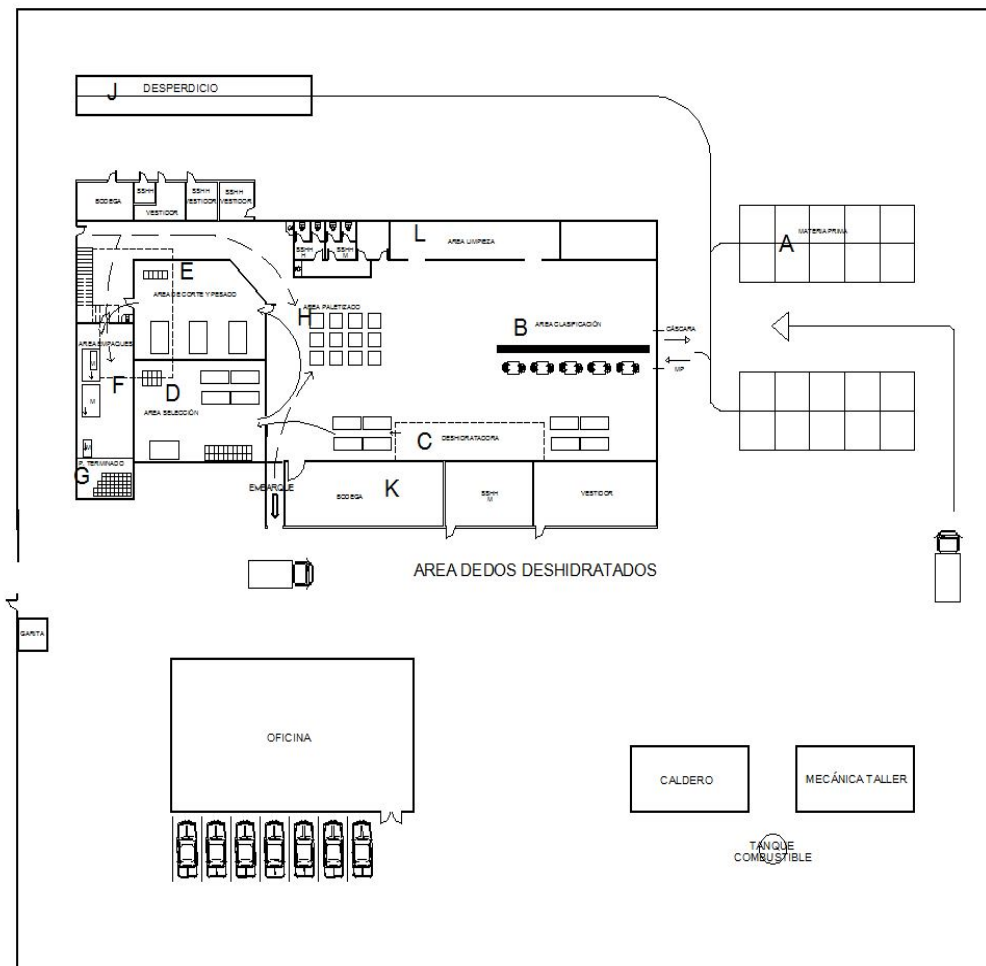 J DESPERDICIO
BODEGA
SSHH
VESTIDOR
SSHH
VESTIDOR
SSHH
VESTIDOR
A MATERIA PRIMA
L AREA LIMPIEZA
SSHH
H
SSHH
M
E
AREA DE CORTE Y PESADO
AREA PALETIZADO
H
B AREA CLASIFICACIÓN
CÁSCARA
MP
AREA EMPAQUES
M
F
M
M
D
AREA SELECCIÓN
C DESHIDRATADORA
P. TERMINADO
G
EMBARQUE
BODEGA K
SSHH
M
VESTIDOR
AREA DEDOS DESHIDRATADOS
GARITA
OFICINA
CALDERO
MECÁNICA TALLER
TANQUE
COMBUSTIBLE